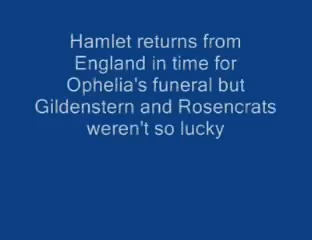 Hamlet returns from
England in time for
Ophelia's funeral but
Gildenstern and Rosencrats
weren't so lucky